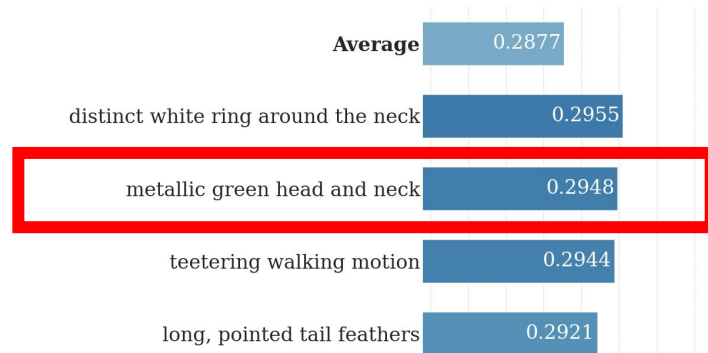 Average 0.2877
distinct white ring around the neck 0.2955
metallic green head and neck 0.2948
teetering walking motion 0.2944
long, pointed tail feathers 0.2921